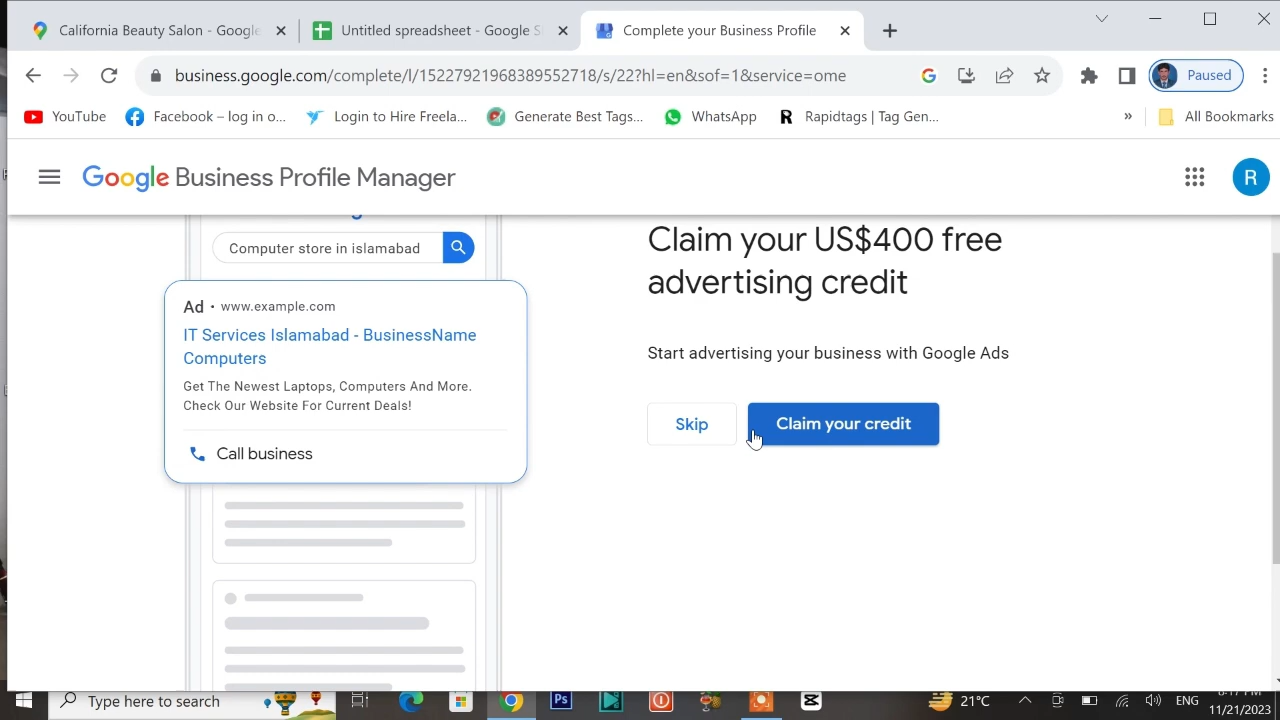 California Beauty Salon - Google
Untitled spreadsheet - Google S
Complete your Business Profile
business.google.com/complete/l/15227921968389552718/s/22?hl=en&sof=1&service=ome
Paused
YouTube
Facebook – log in o...
Login to Hire Freela...
Generate Best Tags...
WhatsApp
R
Rapidtags | Tag Gen...
»
All Bookmarks
Google Business Profile Manager
R
Computer store in islamabad
Ad · www.example.com
IT Services Islamabad - BusinessName
Computers
Get The Newest Laptops, Computers And More.
Check Our Website For Current Deals!
Call business
Claim your US$400 free
advertising credit
Start advertising your business with Google Ads
Skip
Claim your credit
Type here to search
Ps
21°C
ENG
11/21/2023